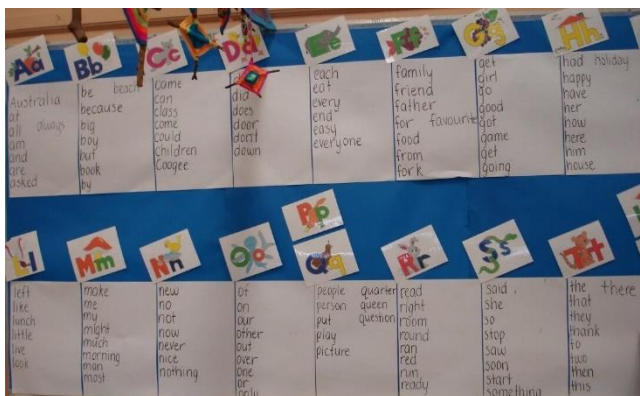 Aa
Australia
at
all always
am
and
are
asked
Bb
be beach
because
big
boy
but
book
by
Cc
came
can
class
come
could
children
Coogee
Dd
did
does
door
don't
down
Ee
each
eat
every
end
easy
everyone
Ff
family
friend
father
for favourite
food
from
fork
Gg
get
girl
go
good
got
game
get
going
Hh
had holiday
happy
have
her
how
here
him
house
Ll
left
like
lunch
little
live
look
Mm
make
me
my
might
much
morning
man
most
Nn
new
no
not
now
never
nice
nothing
Oo
of
on
our
other
out
over
one
or
only
Pp
Qq
people quarter
person queen
put question
play
picture
Rr
read
right
room
round
ran
red
run
ready
Ss
said
she
so
stop
saw
soon
start
something
Tt
the there
that
they
thank
to
two
then
this